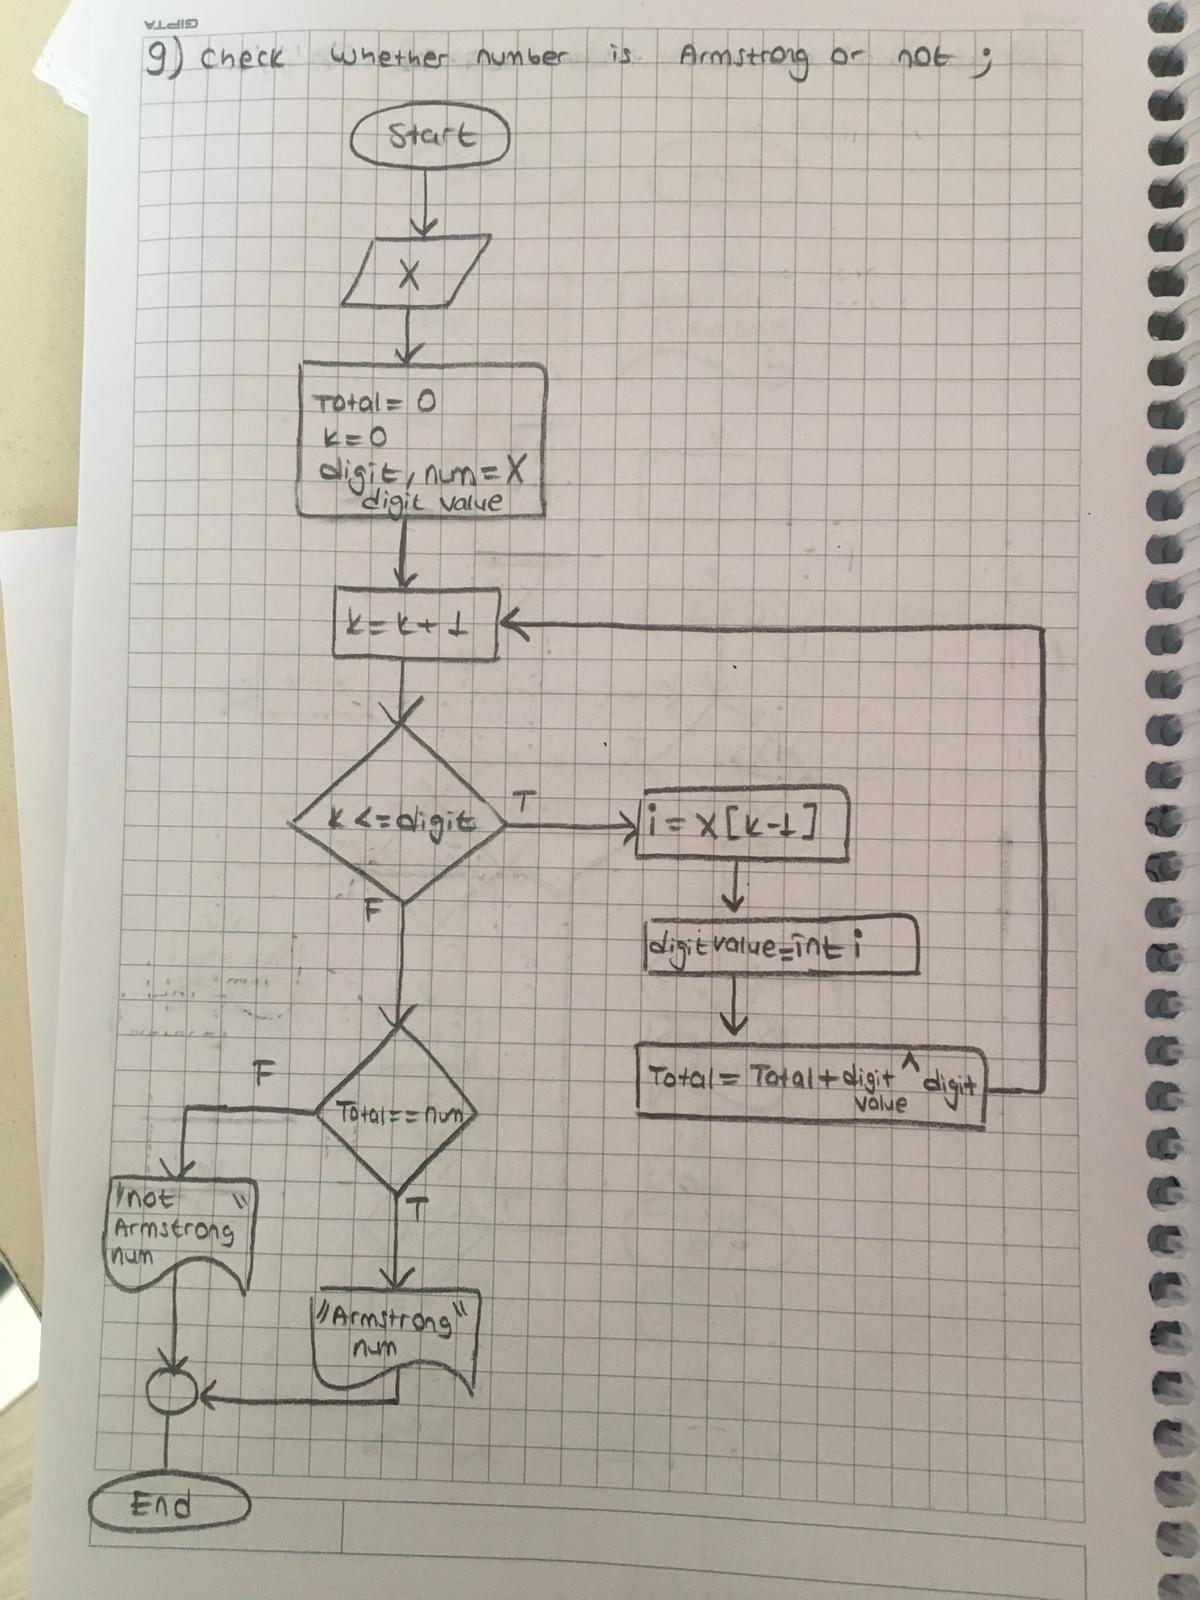 GIPTA
9) check whether number is Armstrong or not ;
Start
X
Total = 0
k = 0
digit, num = X
digit value
k = k + 1
k <= digit
T
i = X [k-1]
F
digit value = int i
Total = Total + digit ^ digit
value
F
Total == num
T
"not "
Armstrong
num
"Armstrong"
num
End